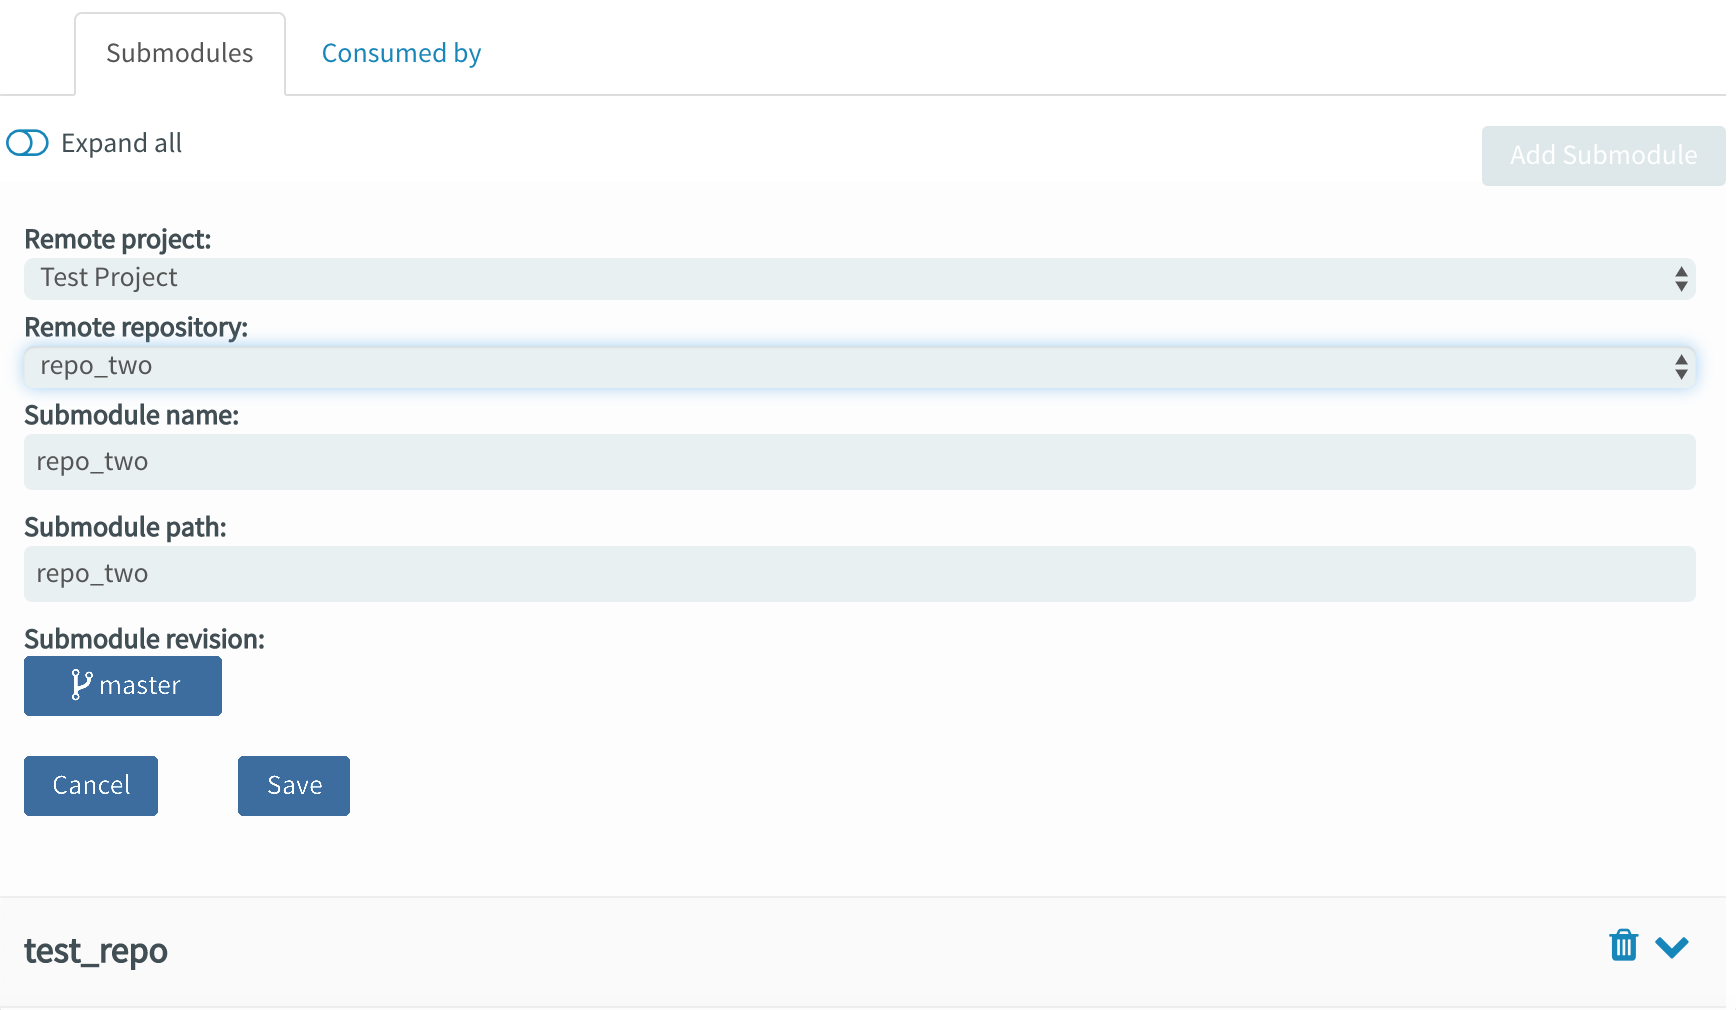 Submodules Consumed by
Expand all
Add Submodule
Remote project:
Test Project
Remote repository:
repo_two
Submodule name:
repo_two
Submodule path:
repo_two
Submodule revision:
master
Cancel Save
test_repo